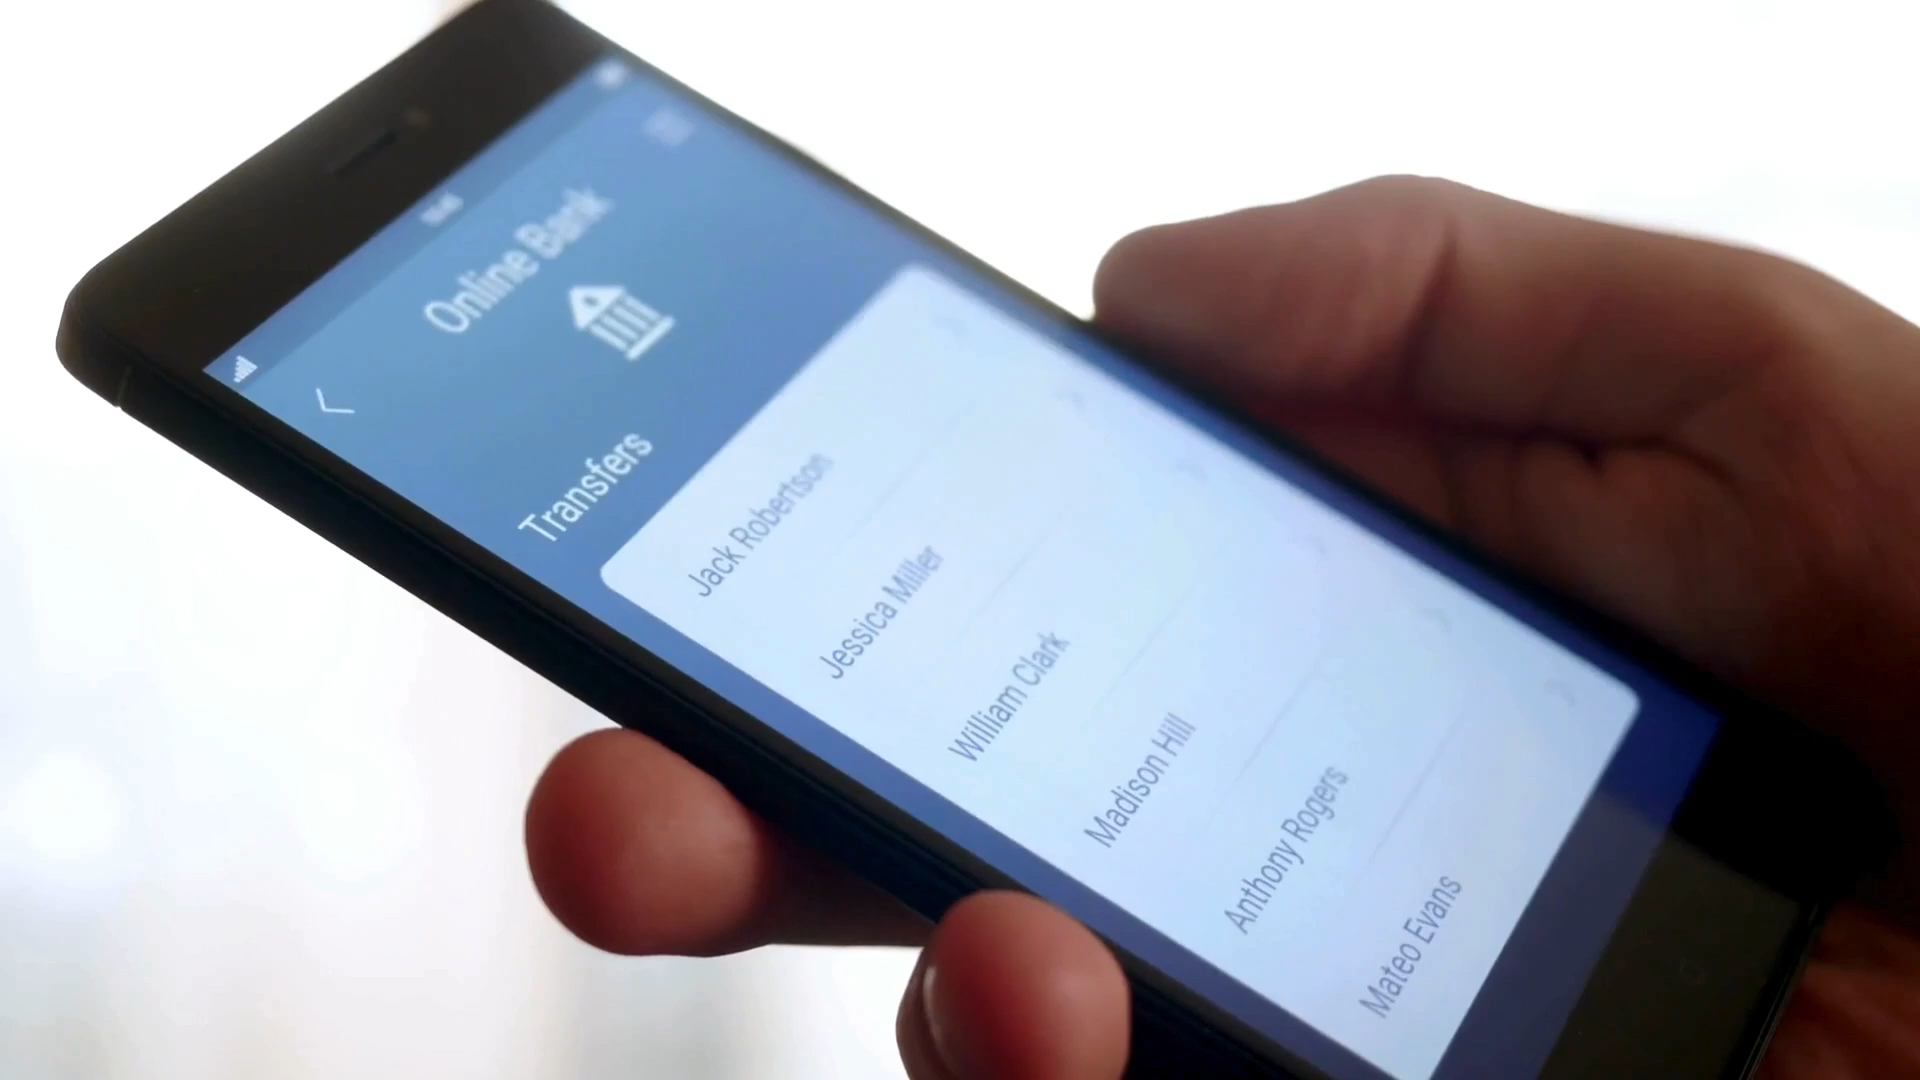 Online Bank
Transfers
Jack Robertson
Jessica Miller
William Clark
Madison Hill
Anthony Rogers
Mateo Evans